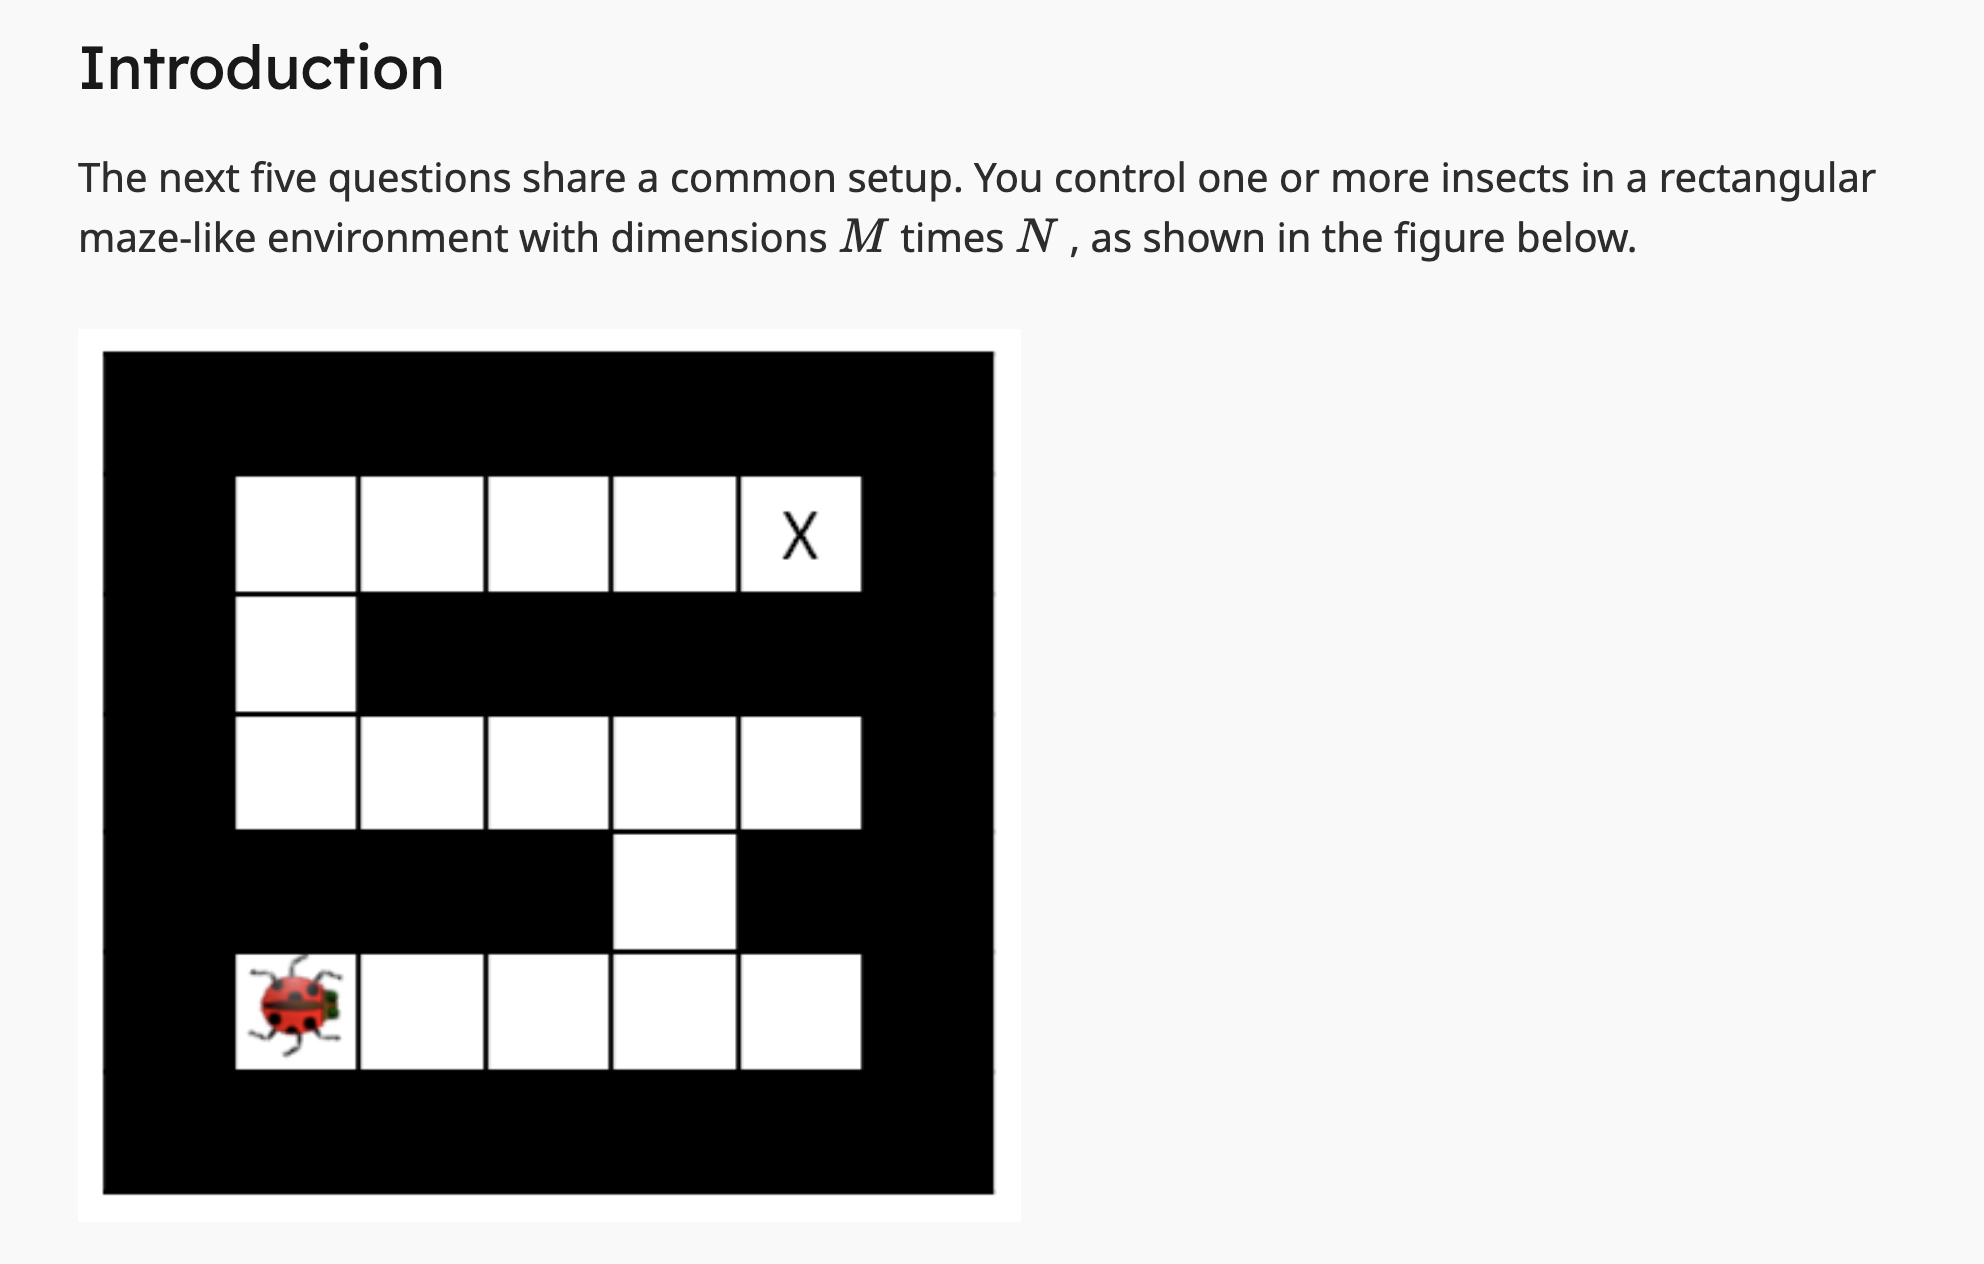 Introduction
The next five questions share a common setup. You control one or more insects in a rectangular
maze-like environment with dimensions M times N , as shown in the figure below.
X